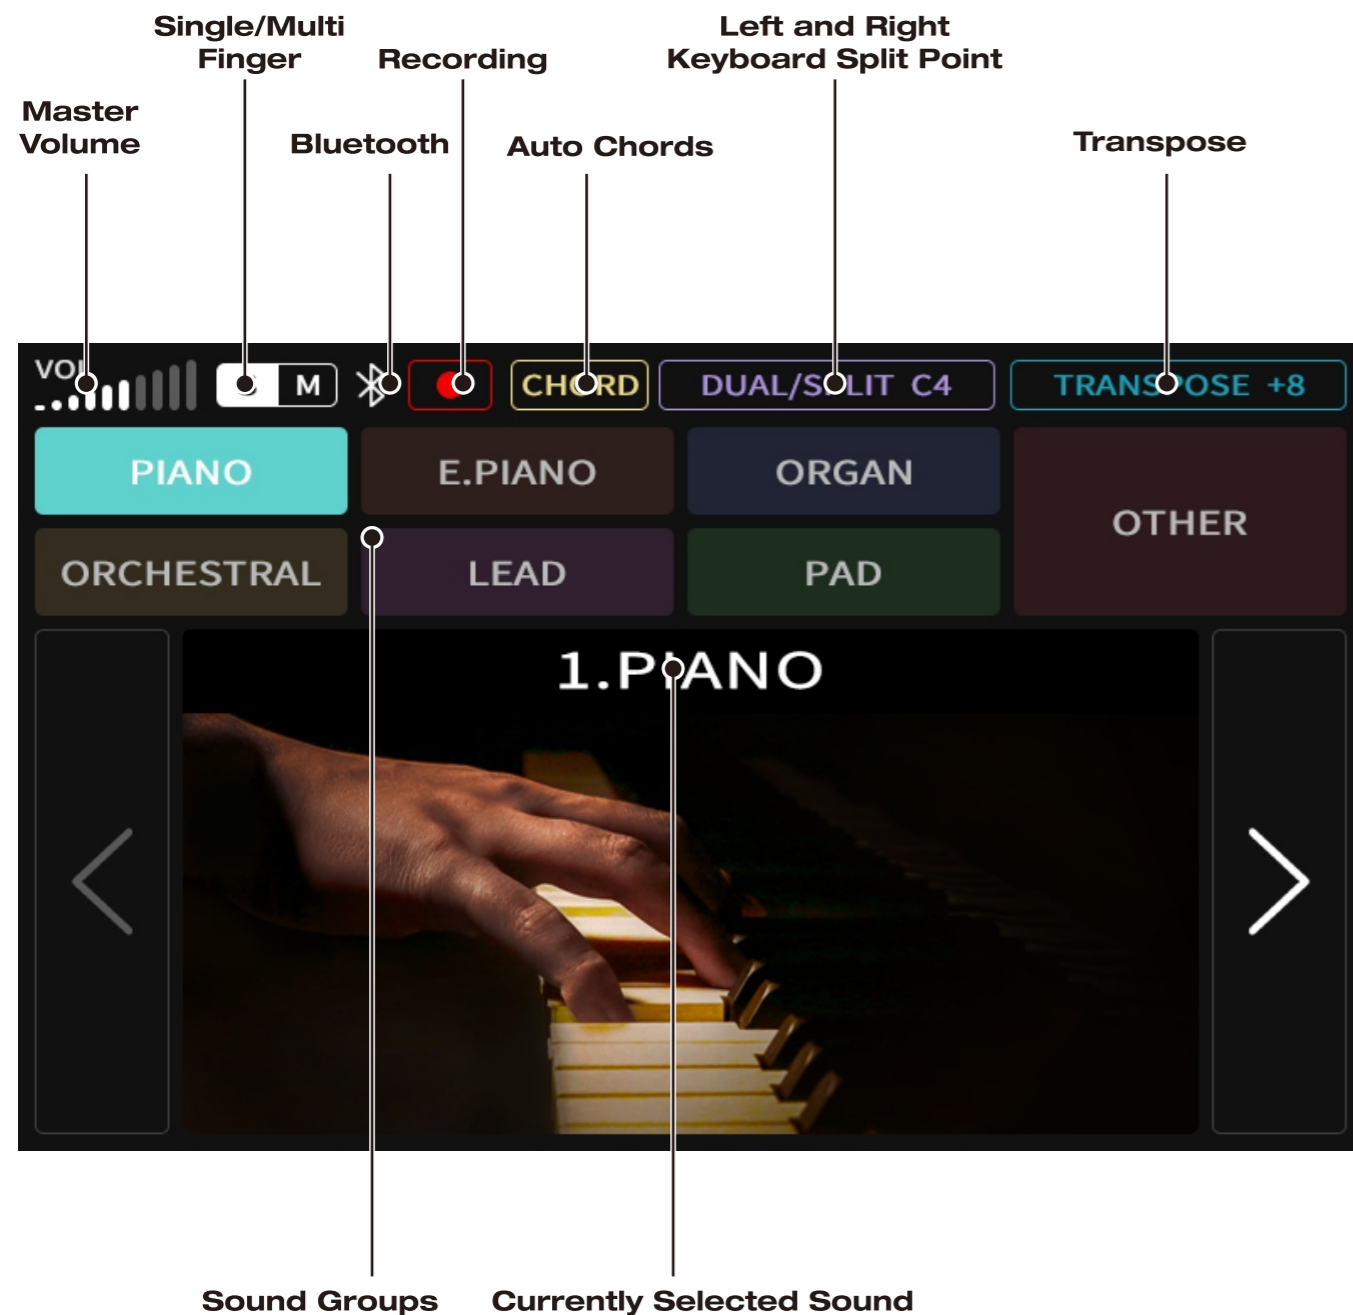 Single/Multi
Finger
Recording
Left and Right
Keyboard Split Point
Master
Volume
Bluetooth
Auto Chords
Transpose
M
CHORD
DUAL/SPLIT C4
TRANSPOSE +8
PIANO
E.PIANO
ORGAN
OTHER
ORCHESTRAL
LEAD
PAD
1.PIANO
Sound Groups
Currently Selected Sound